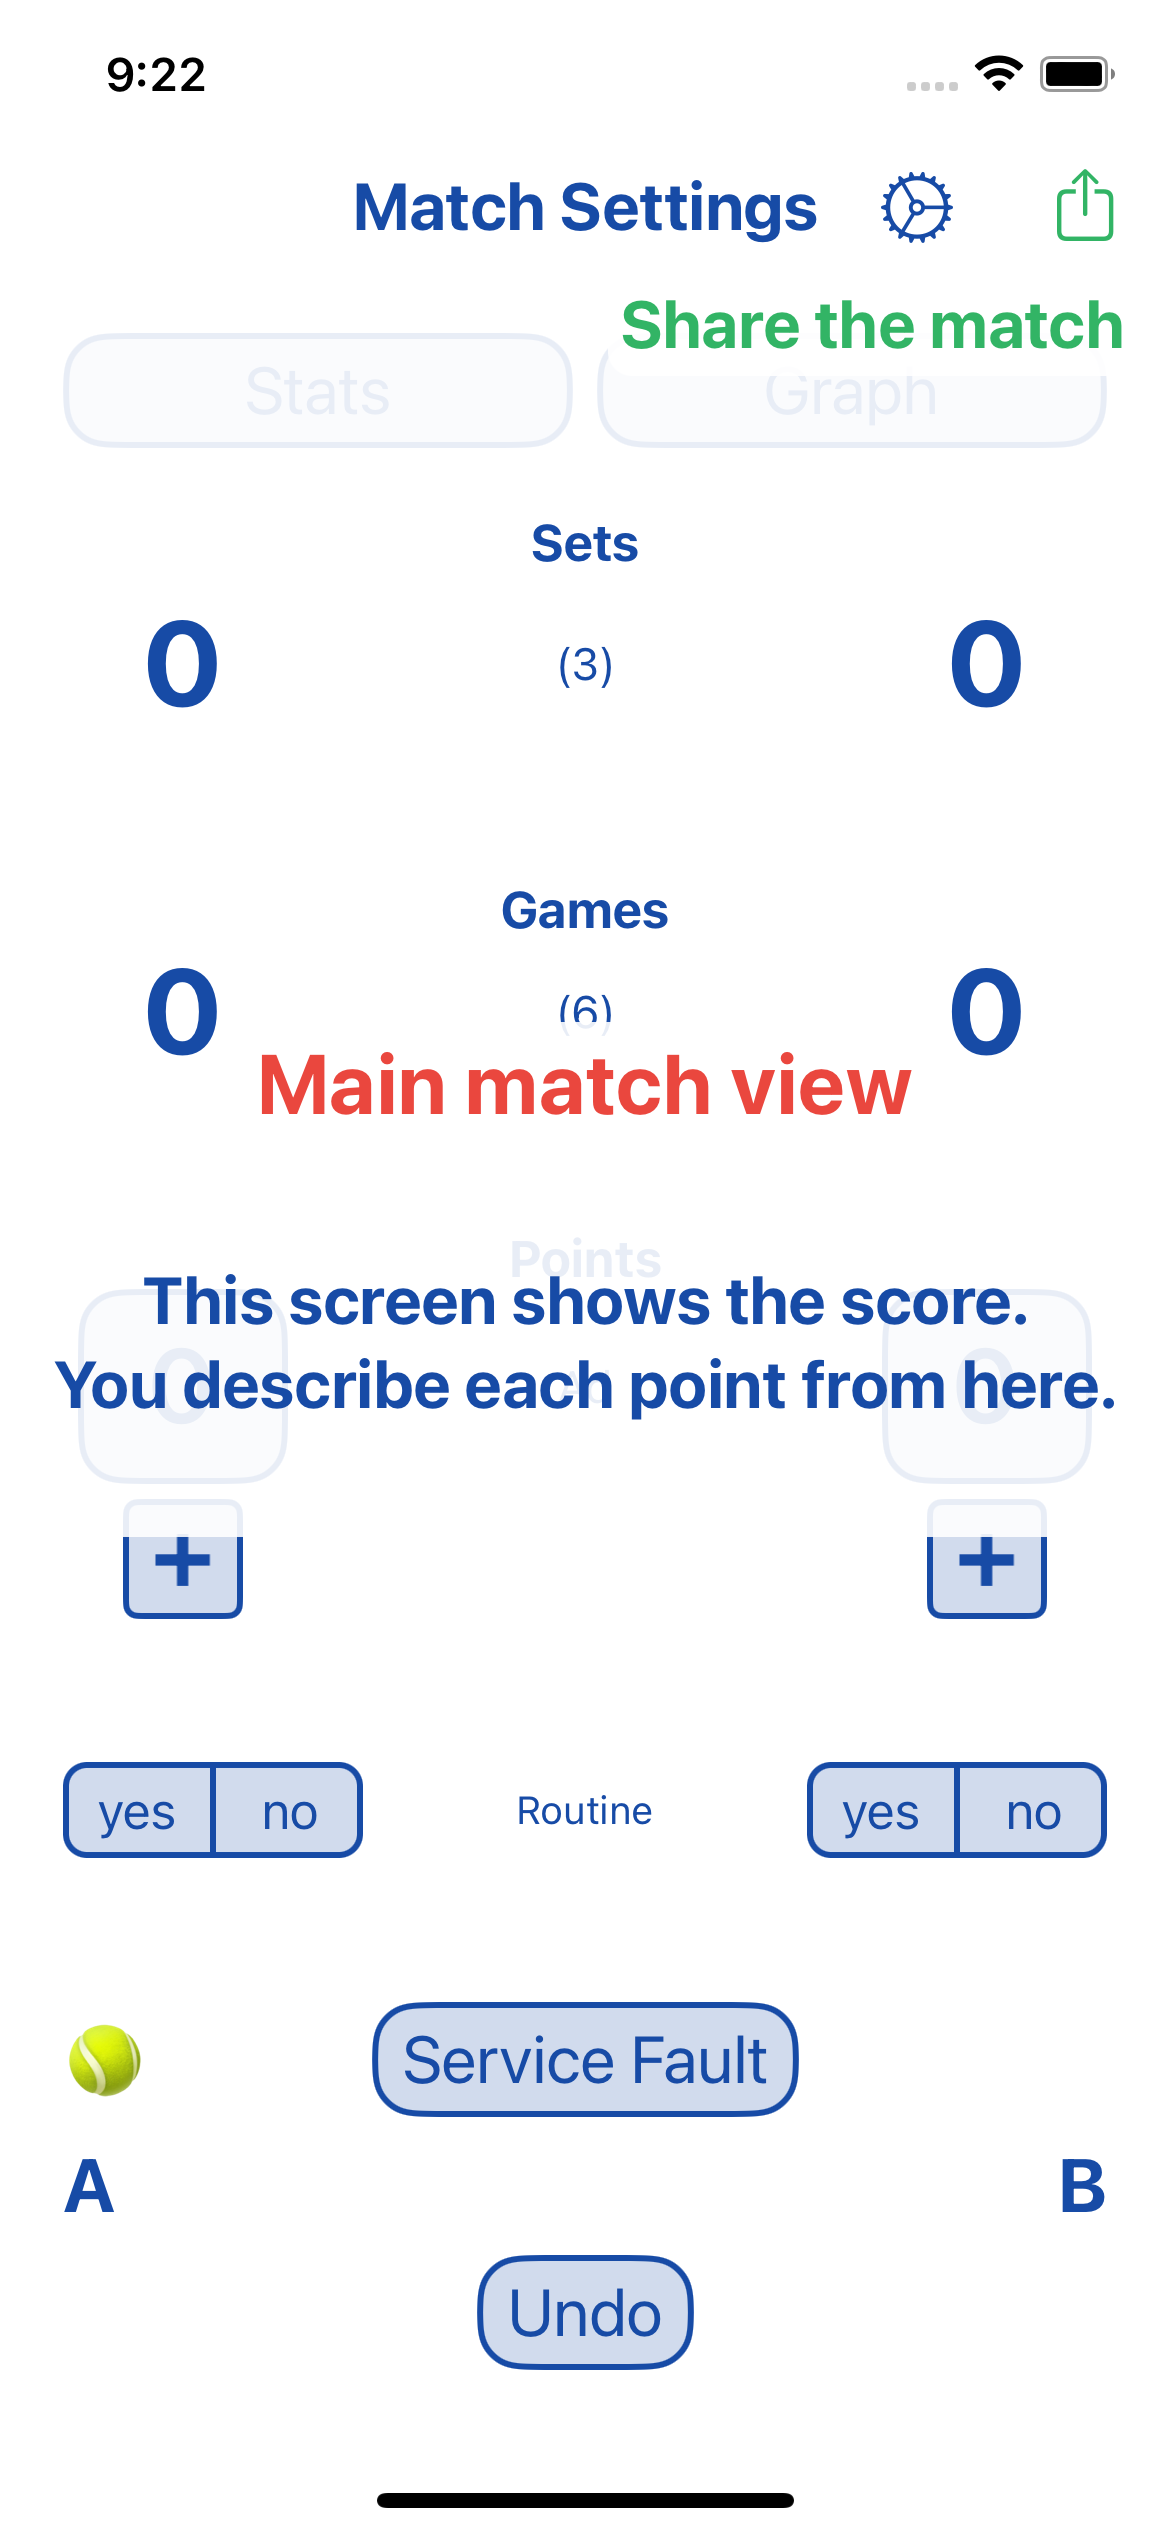 9:22
Match Settings
Share the match
Stats Graph
Sets
0 (3) 0
Games
0 (6) 0
Main match view
Points
This screen shows the score.
0 0
You describe each point from here.
+ +
yes no Routine yes no
Service Fault
A B
Undo